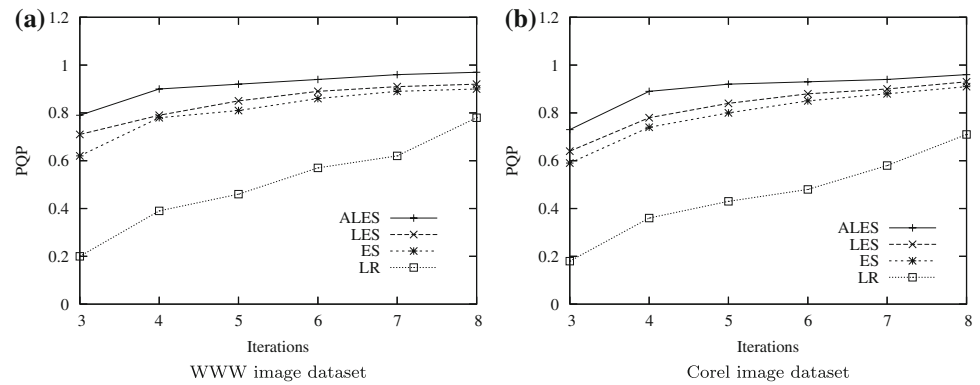 (a)
1.2
1
0.8
0.6
0.4
0.2
0
PQP
ALES
LES
ES
LR
3 4 5 6 7 8
Iterations
WWW image dataset
(b)
1.2
1
0.8
0.6
0.4
0.2
0
PQP
ALES
LES
ES
LR
3 4 5 6 7 8
Iterations
Corel image dataset